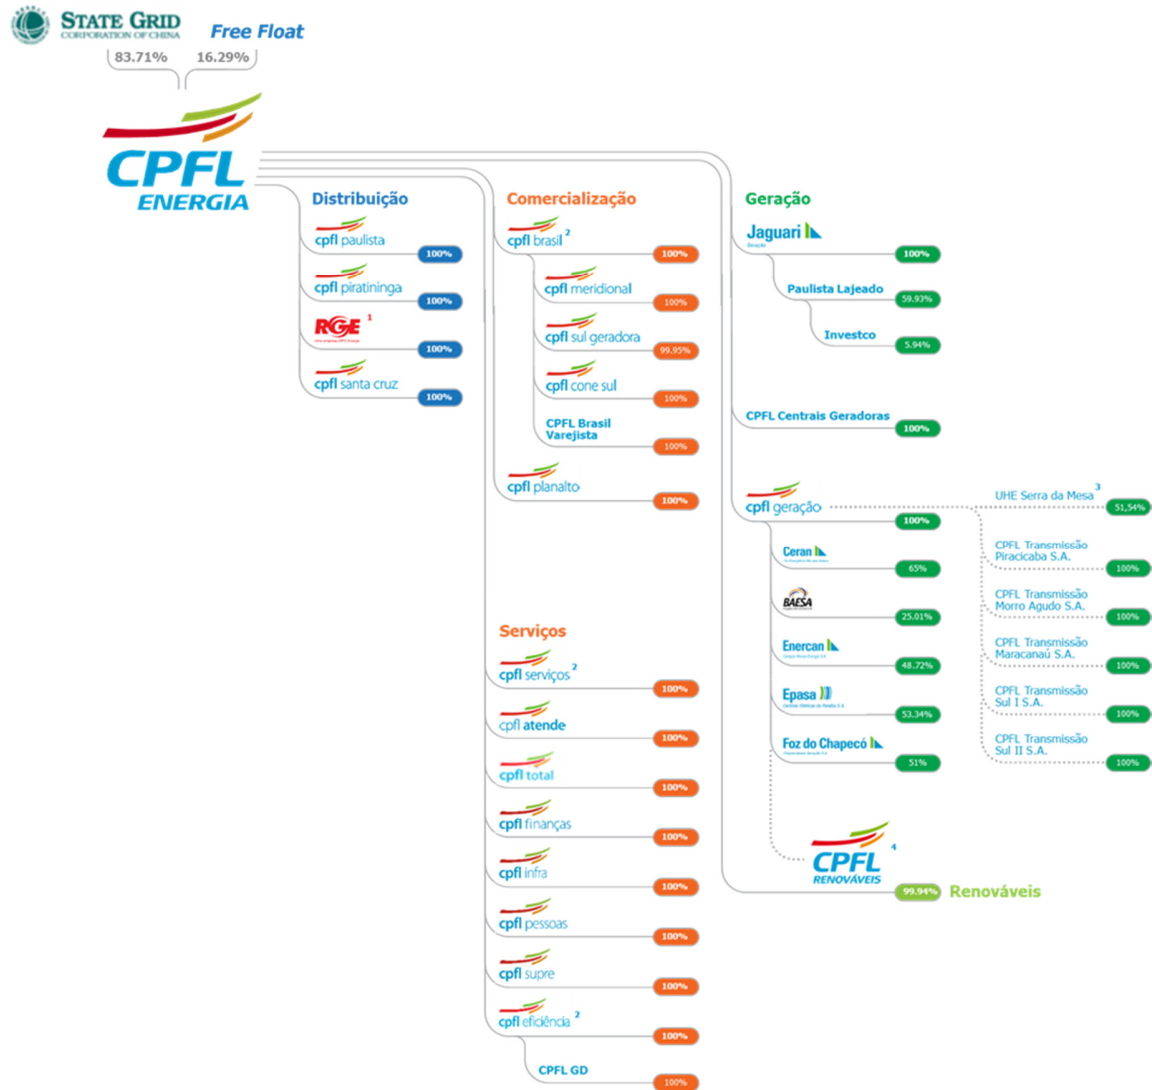 STATE GRID
CORPORATION OF CHINA
Free Float
83.71%
16.29%
CPFL
ENERGIA
Distribuição
cpfl paulista
100%
cpfl piratininga
100%
RGE 1
100%
cpfl santa cruz
100%
Comercialização
cpfl brasil 2
100%
cpfl meridional
100%
cpfl sul geradora
99.95%
cpfl cone sul
100%
CPFL Brasil
Varejista
100%
cpfl planalto
100%
Serviços
cpfl serviços 2
100%
cpfl atende
100%
cpfl total
100%
cpfl finanças
100%
cpfl infra
100%
cpfl pessoas
100%
cpfl supre
100%
cpfl eficiência 2
100%
CPFL GD
100%
Geração
Jaguari
Geração
100%
Paulista Lajeado
59.93%
Investco
5.94%
CPFL Centrais Geradoras
100%
cpfl geração
100%
Ceran
65%
BAESA
25.01%
Enercan
48.72%
Epasa
53.34%
Foz do Chapecó
51%
UHE Serra da Mesa 3
51,54%
CPFL Transmissão
Piracicaba S.A.
100%
CPFL Transmissão
Morro Agudo S.A.
100%
CPFL Transmissão
Maracanaú S.A.
100%
CPFL Transmissão
Sul I S.A.
100%
CPFL Transmissão
Sul II S.A.
100%
CPFL 4
RENOVÁVEIS
99.94%
Renováveis